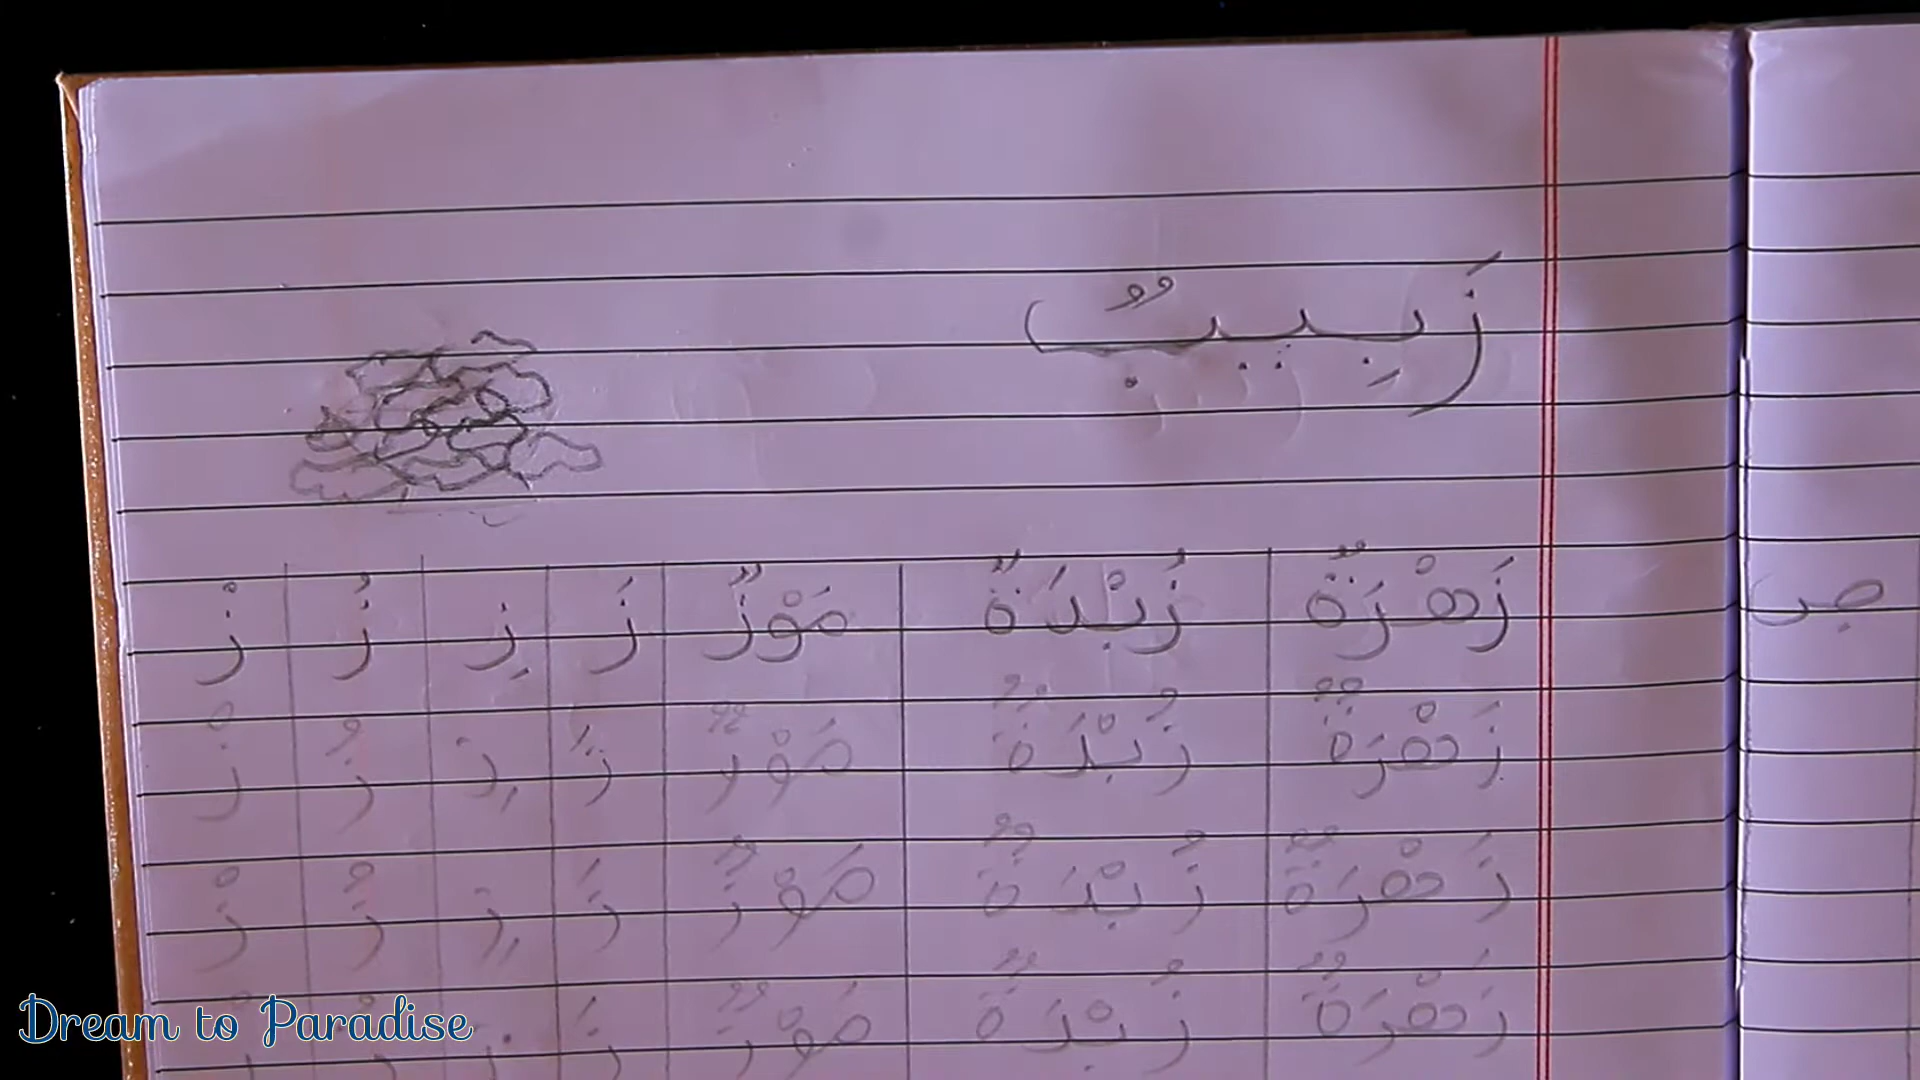 زَبِيبٌ
زَهْرَةٌ زُبْدَةٌ مَوْزٌ زَ زِ زُ زْ
زَهْرَةٌ زُبْدَةٌ مَوْزٌ زَ زِ زُ زْ
زَهْرَةٌ زُبْدَةٌ مَوْزٌ زَ زِ زُ زْ
زَهْرَةٌ زُبْدَةٌ مَوْزٌ زَ
Dream to Paradise